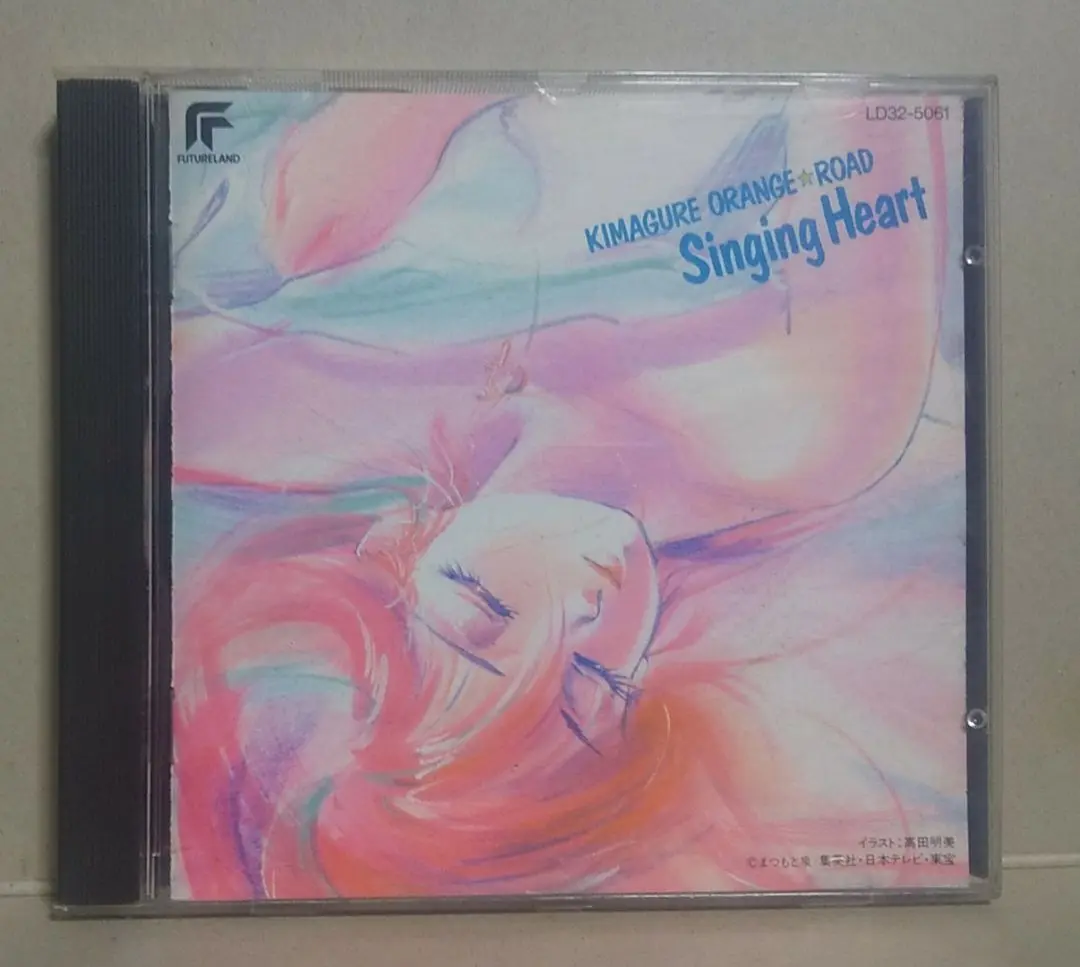 FUTURELAND
LD32-5061
KIMAGURE ORANGE☆ROAD
Singing Heart
イラスト:高田明美
©まつもと泉 集英社・日本テレビ・東宝